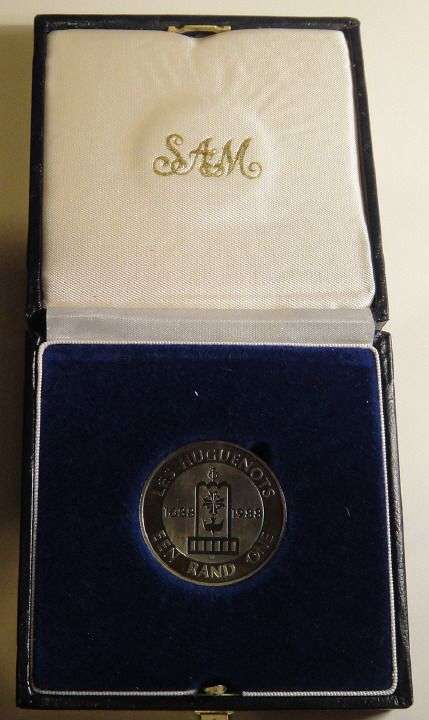 SAM
LES HUGUENOTS
1688 1988
EEN RAND ONE